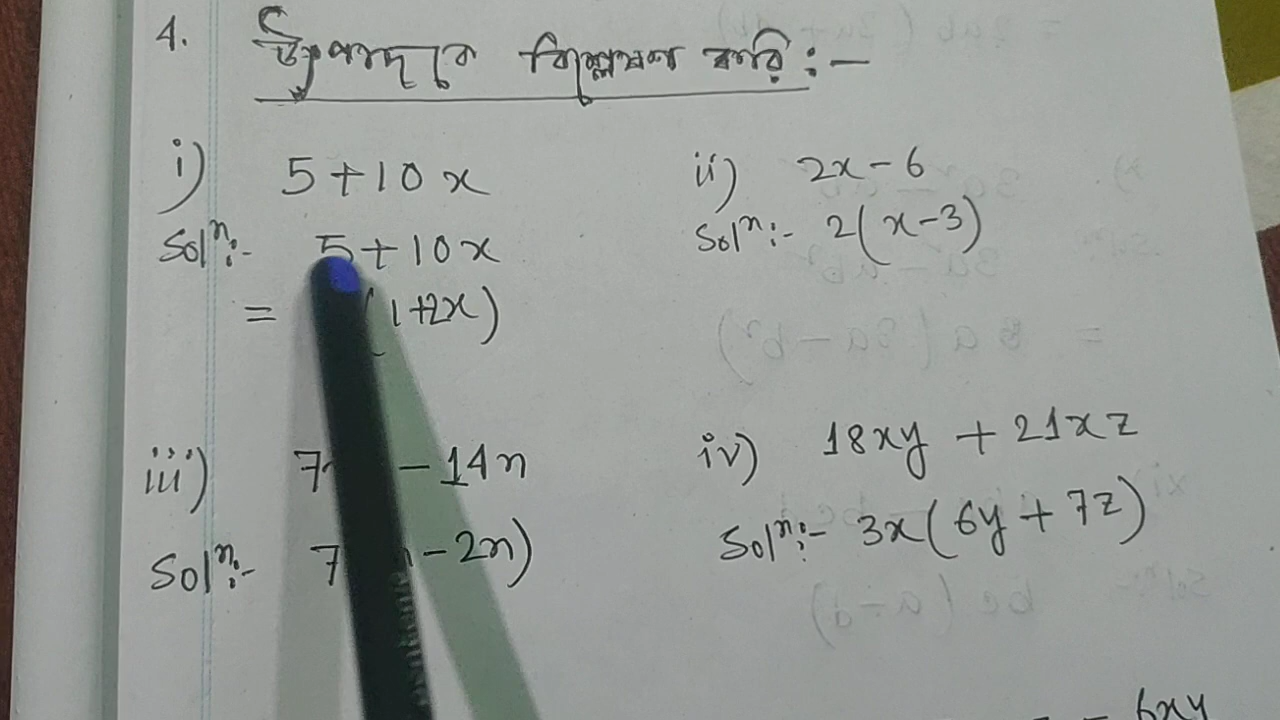 4. উৎপাদকে বিশ্লেষণ করি :-
i) 5+10x
Solⁿ:- 5+10x
= (1+2x)
ii) 2x-6
Solⁿ:- 2(x-3)
iii) 7 -14n
Solⁿ:- 7 -2n)
iv) 18xy + 21xz
Solⁿ:- 3x(6y+7z)
- 6xy